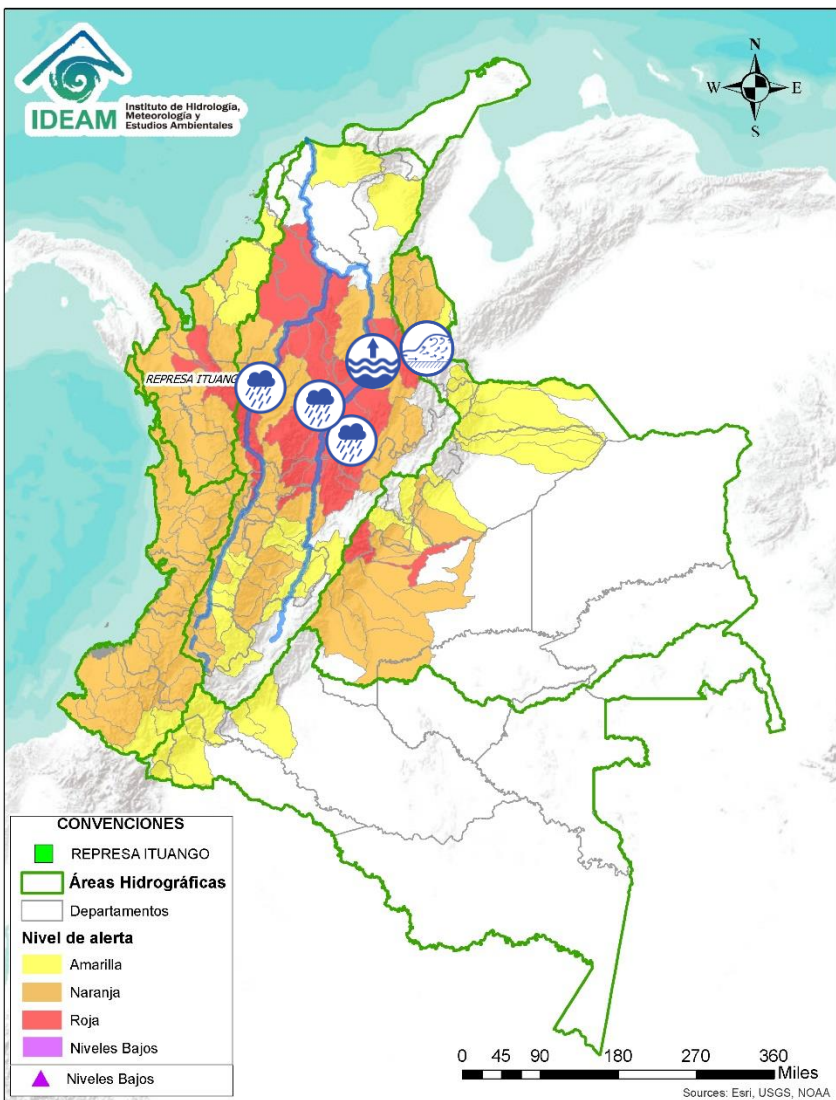 IDEAM
Instituto de Hidrología,
Meteorología y
Estudios Ambientales
N
W
E
S
REPRESA ITUANG
CONVENCIONES
REPRESA ITUANGO
Áreas Hidrográficas
Departamentos
Nivel de alerta
Amarilla
Naranja
Roja
Niveles Bajos
Niveles Bajos
0 45 90 180 270 360
Miles
Sources: Esri, USGS, NOAA